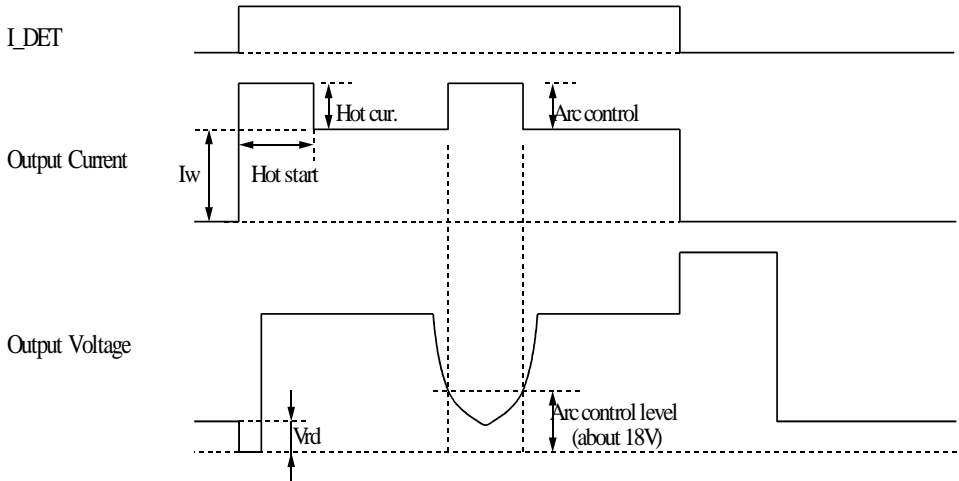 I_DET
Hot cur.
Arc control
Output Current
Iw
Hot start
Output Voltage
Vrd
Arc control level
(about 18V)